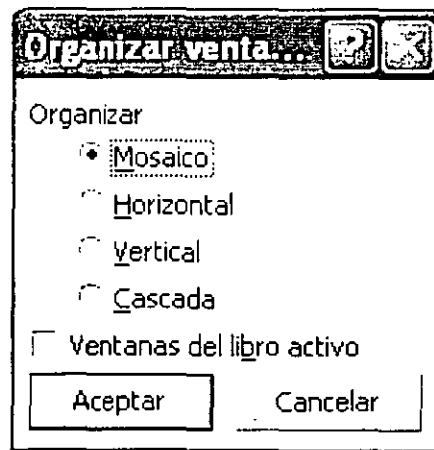 Organizar venta...
Organizar
Mosaico
Horizontal
Vertical
Cascada
Ventanas del libro activo
Aceptar
Cancelar